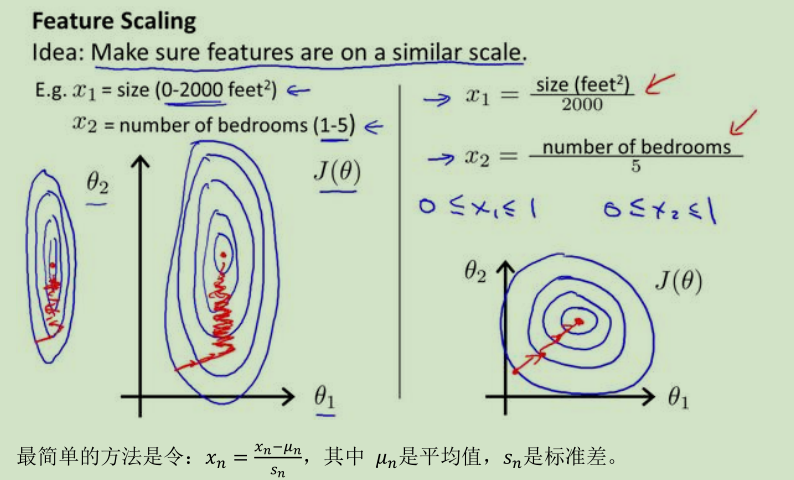 Feature Scaling
Idea: Make sure features are on a similar scale.
E.g. x₁ = size (0-2000 feet²) ←
x₂ = number of bedrooms (1-5) ←
θ₂
J(θ)
θ₁
→ x₁ = size (feet²) / 2000
→ x₂ = number of bedrooms / 5
0 ≤ x₁ ≤ 1    0 ≤ x₂ ≤ 1
θ₂
J(θ)
θ₁
最简单的方法是令：xₙ = (xₙ−μₙ)/sₙ，其中 μₙ是平均值，sₙ是标准差。